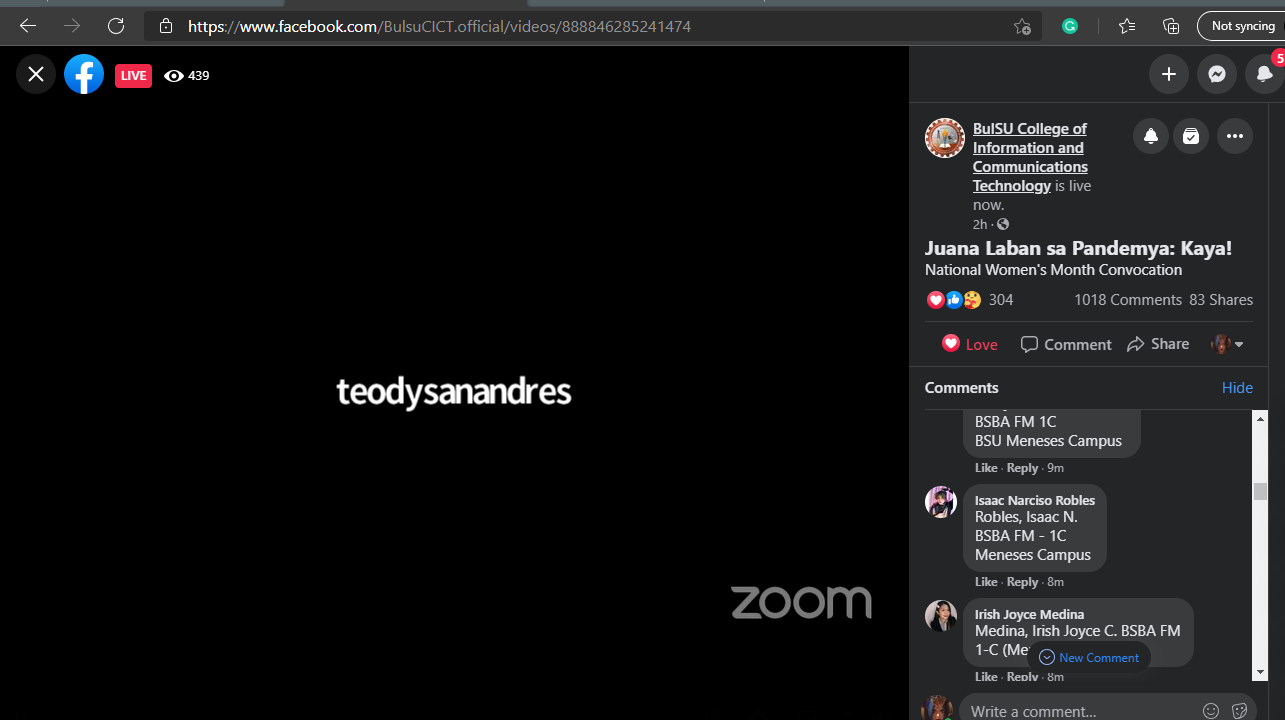 https://www.facebook.com/BulsuCICT.official/videos/888846285241474
Not syncing
LIVE
439
5
BulSU College of
Information and
Communications
Technology is live
now.
2h ·
Juana Laban sa Pandemya: Kaya!
National Women's Month Convocation
304
1018 Comments 83 Shares
Love
Comment
Share
Comments
Hide
BSBA FM 1C
BSU Meneses Campus
Like · Reply · 9m
Isaac Narciso Robles
Robles, Isaac N.
BSBA FM - 1C
Meneses Campus
Like · Reply · 8m
Irish Joyce Medina
Medina, Irish Joyce C. BSBA FM
1-C
New Comment
Like · Reply · 8m
Write a comment...
teodysanandres
zoom